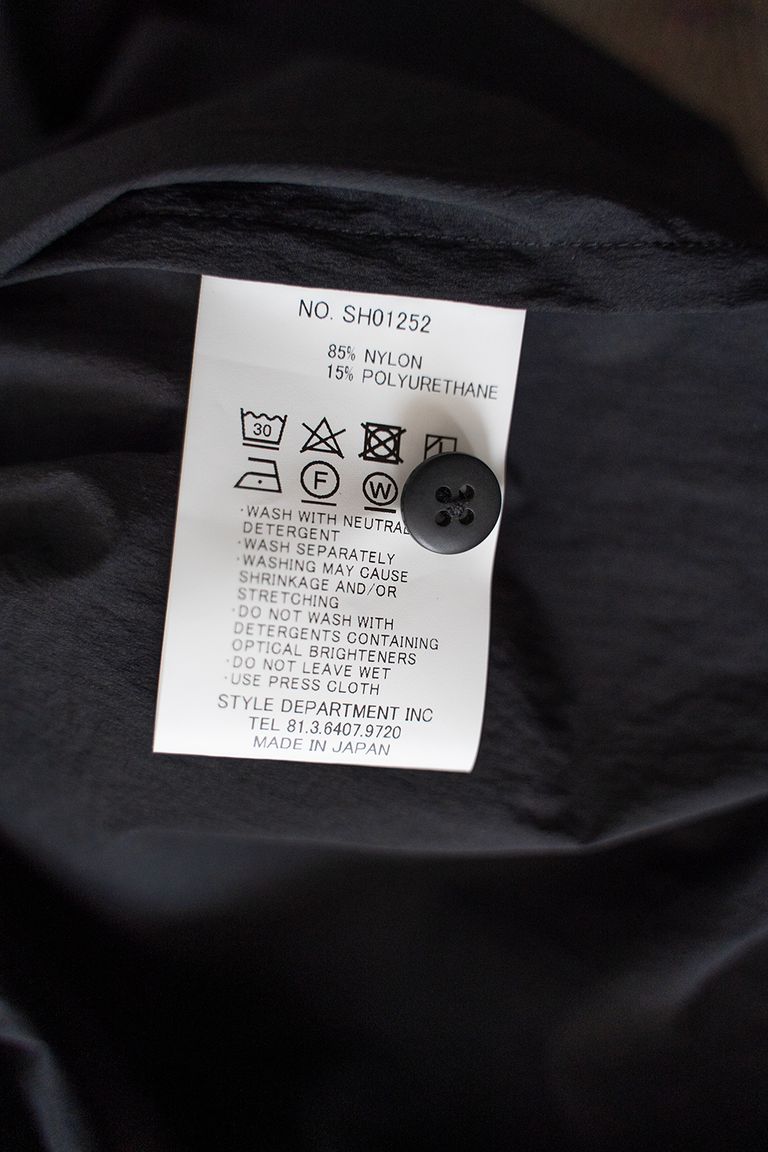 NO. SH01252
85% NYLON
15% POLYURETHANE
30
F W
·WASH WITH NEUTRAL
DETERGENT
·WASH SEPARATELY
·WASHING MAY CAUSE
SHRINKAGE AND/OR
STRETCHING
·DO NOT WASH WITH
DETERGENTS CONTAINING
OPTICAL BRIGHTENERS
·DO NOT LEAVE WET
·USE PRESS CLOTH
STYLE DEPARTMENT INC
TEL 81.3.6407.9720
MADE IN JAPAN